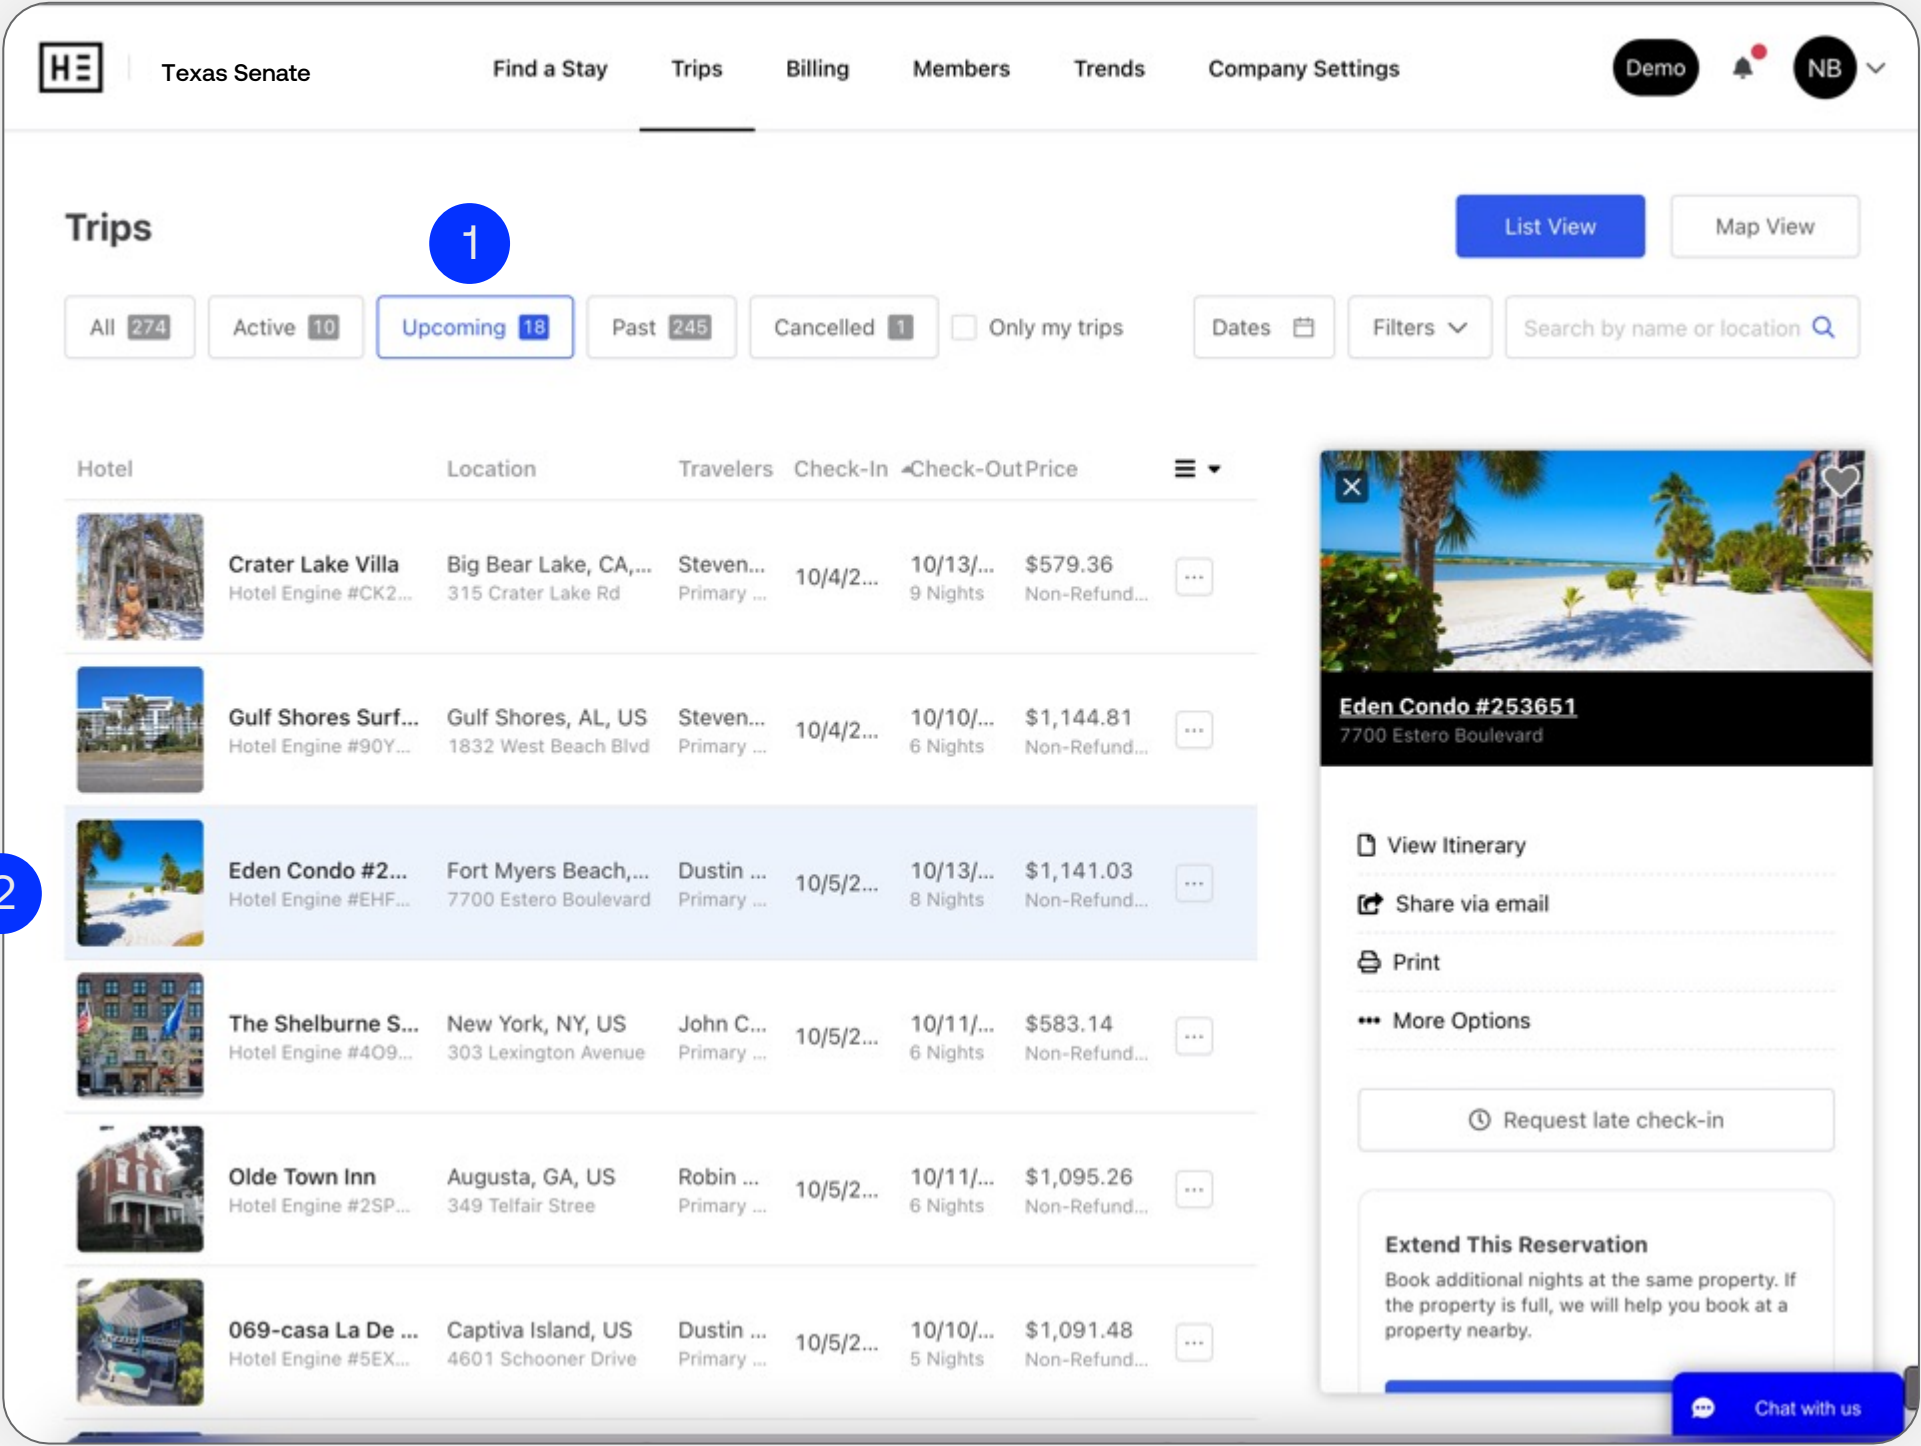 HE Texas Senate Find a Stay Trips Billing Members Trends Company Settings Demo NB
Trips 1 List View Map View
All 274 Active 10 Upcoming 18 Past 245 Cancelled 1 Only my trips Dates Filters Search by name or location
Hotel Location Travelers Check-In Check-Out Price
Crater Lake Villa Big Bear Lake, CA,... Steven... 10/4/2... 10/13/... $579.36
Hotel Engine #CK2... 315 Crater Lake Rd Primary ... 9 Nights Non-Refund...
Gulf Shores Surf... Gulf Shores, AL, US Steven... 10/4/2... 10/10/... $1,144.81
Hotel Engine #90Y... 1832 West Beach Blvd Primary ... 6 Nights Non-Refund...
2
Eden Condo #2... Fort Myers Beach,... Dustin ... 10/5/2... 10/13/... $1,141.03
Hotel Engine #EHF... 7700 Estero Boulevard Primary ... 8 Nights Non-Refund...
The Shelburne S... New York, NY, US John C... 10/5/2... 10/11/... $583.14
Hotel Engine #4O9... 303 Lexington Avenue Primary ... 6 Nights Non-Refund...
Olde Town Inn Augusta, GA, US Robin ... 10/5/2... 10/11/... $1,095.26
Hotel Engine #2SP... 349 Telfair Stree Primary ... 6 Nights Non-Refund...
069-casa La De ... Captiva Island, US Dustin ... 10/5/2... 10/10/... $1,091.48
Hotel Engine #5EX... 4601 Schooner Drive Primary ... 5 Nights Non-Refund...
Eden Condo #253651
7700 Estero Boulevard
View Itinerary
Share via email
Print
More Options
Request late check-in
Extend This Reservation
Book additional nights at the same property. If
the property is full, we will help you book at a
property nearby.
Chat with us